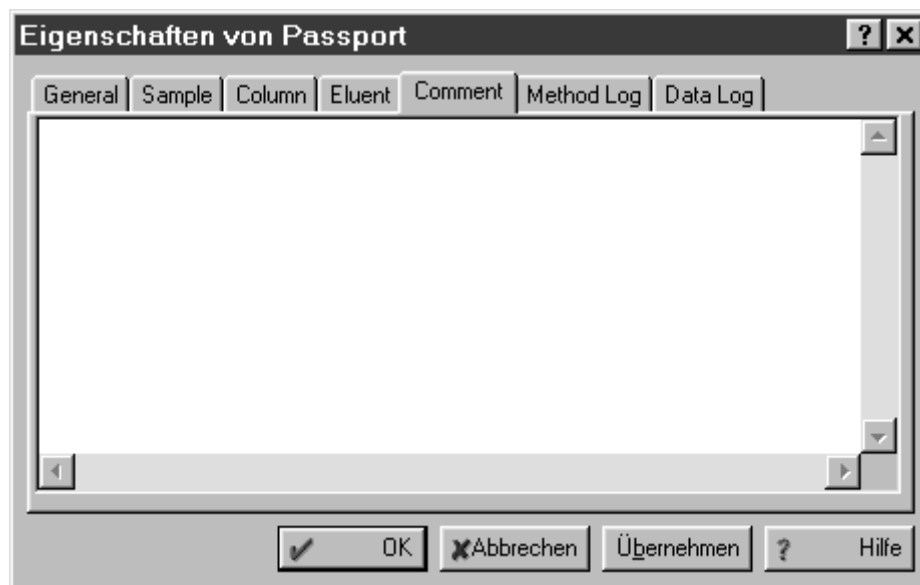 Eigenschaften von Passport
General Sample Column Eluent Comment Method Log Data Log
OK Abbrechen Übernehmen ? Hilfe